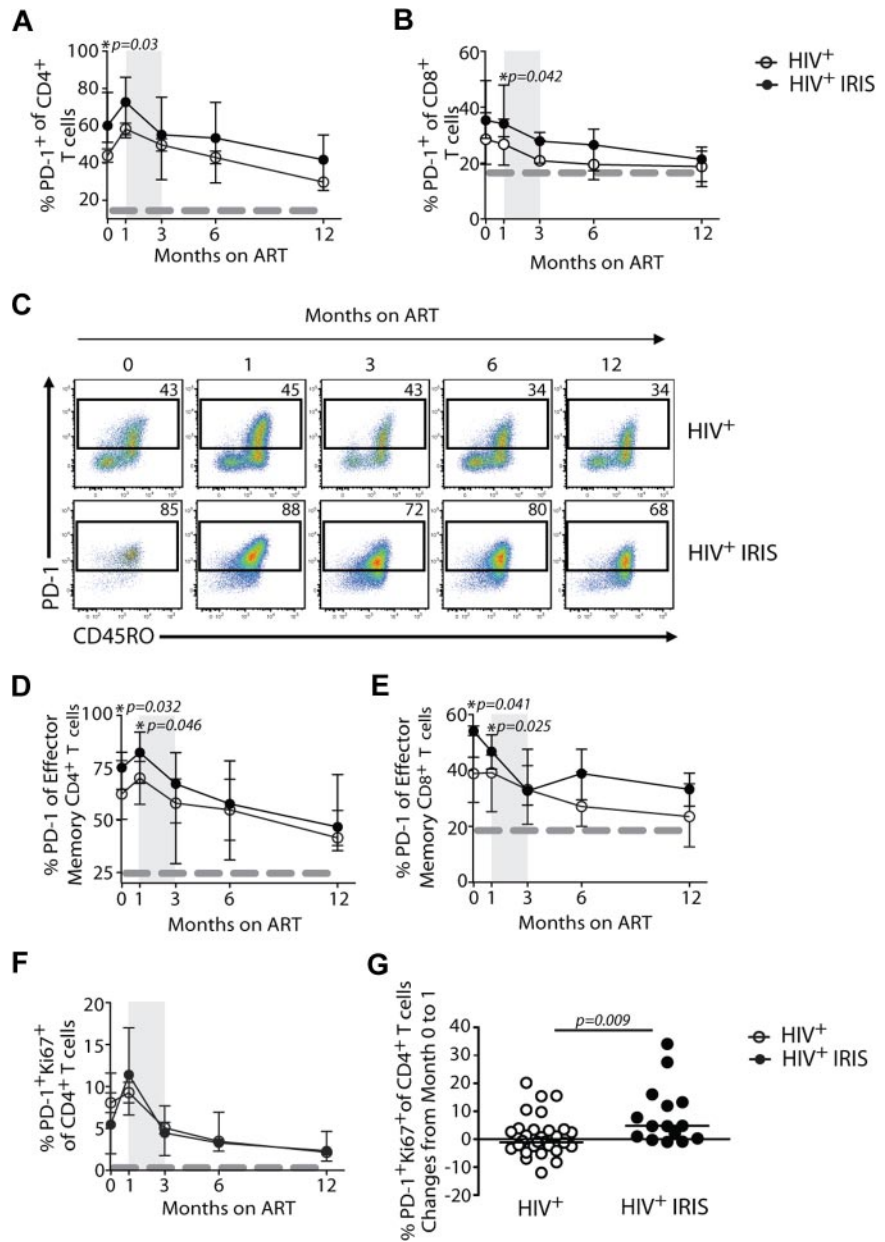 A
* p=0.03
100
80
60
40
20
% PD-1+ of CD4+
T cells
0 1 3 6 12
Months on ART
B
*p=0.042
60
40
20
0
% PD-1+ of CD8+
T cells
0 1 3 6 12
Months on ART
HIV+
HIV+ IRIS
C
Months on ART
0 1 3 6 12
43 45 43 34 34
HIV+
85 88 72 80 68
HIV+ IRIS
PD-1
CD45RO
D
* p=0.032
* p=0.046
100
75
50
25
% PD-1 of Effector
Memory CD4+ T cells
0 1 3 6 12
Months on ART
E
* p=0.041
* p=0.025
60
40
20
0
% PD-1 of Effector
Memory CD8+ T cells
0 1 3 6 12
Months on ART
F
20
15
10
5
0
% PD-1+Ki67+
of CD4+ T cells
0 1 3 6 12
Months on ART
G
p=0.009
40
30
20
10
0
-10
-20
% PD-1+Ki67+of CD4+ T cells
Changes from Month 0 to 1
HIV+
HIV+ IRIS
HIV+
HIV+ IRIS